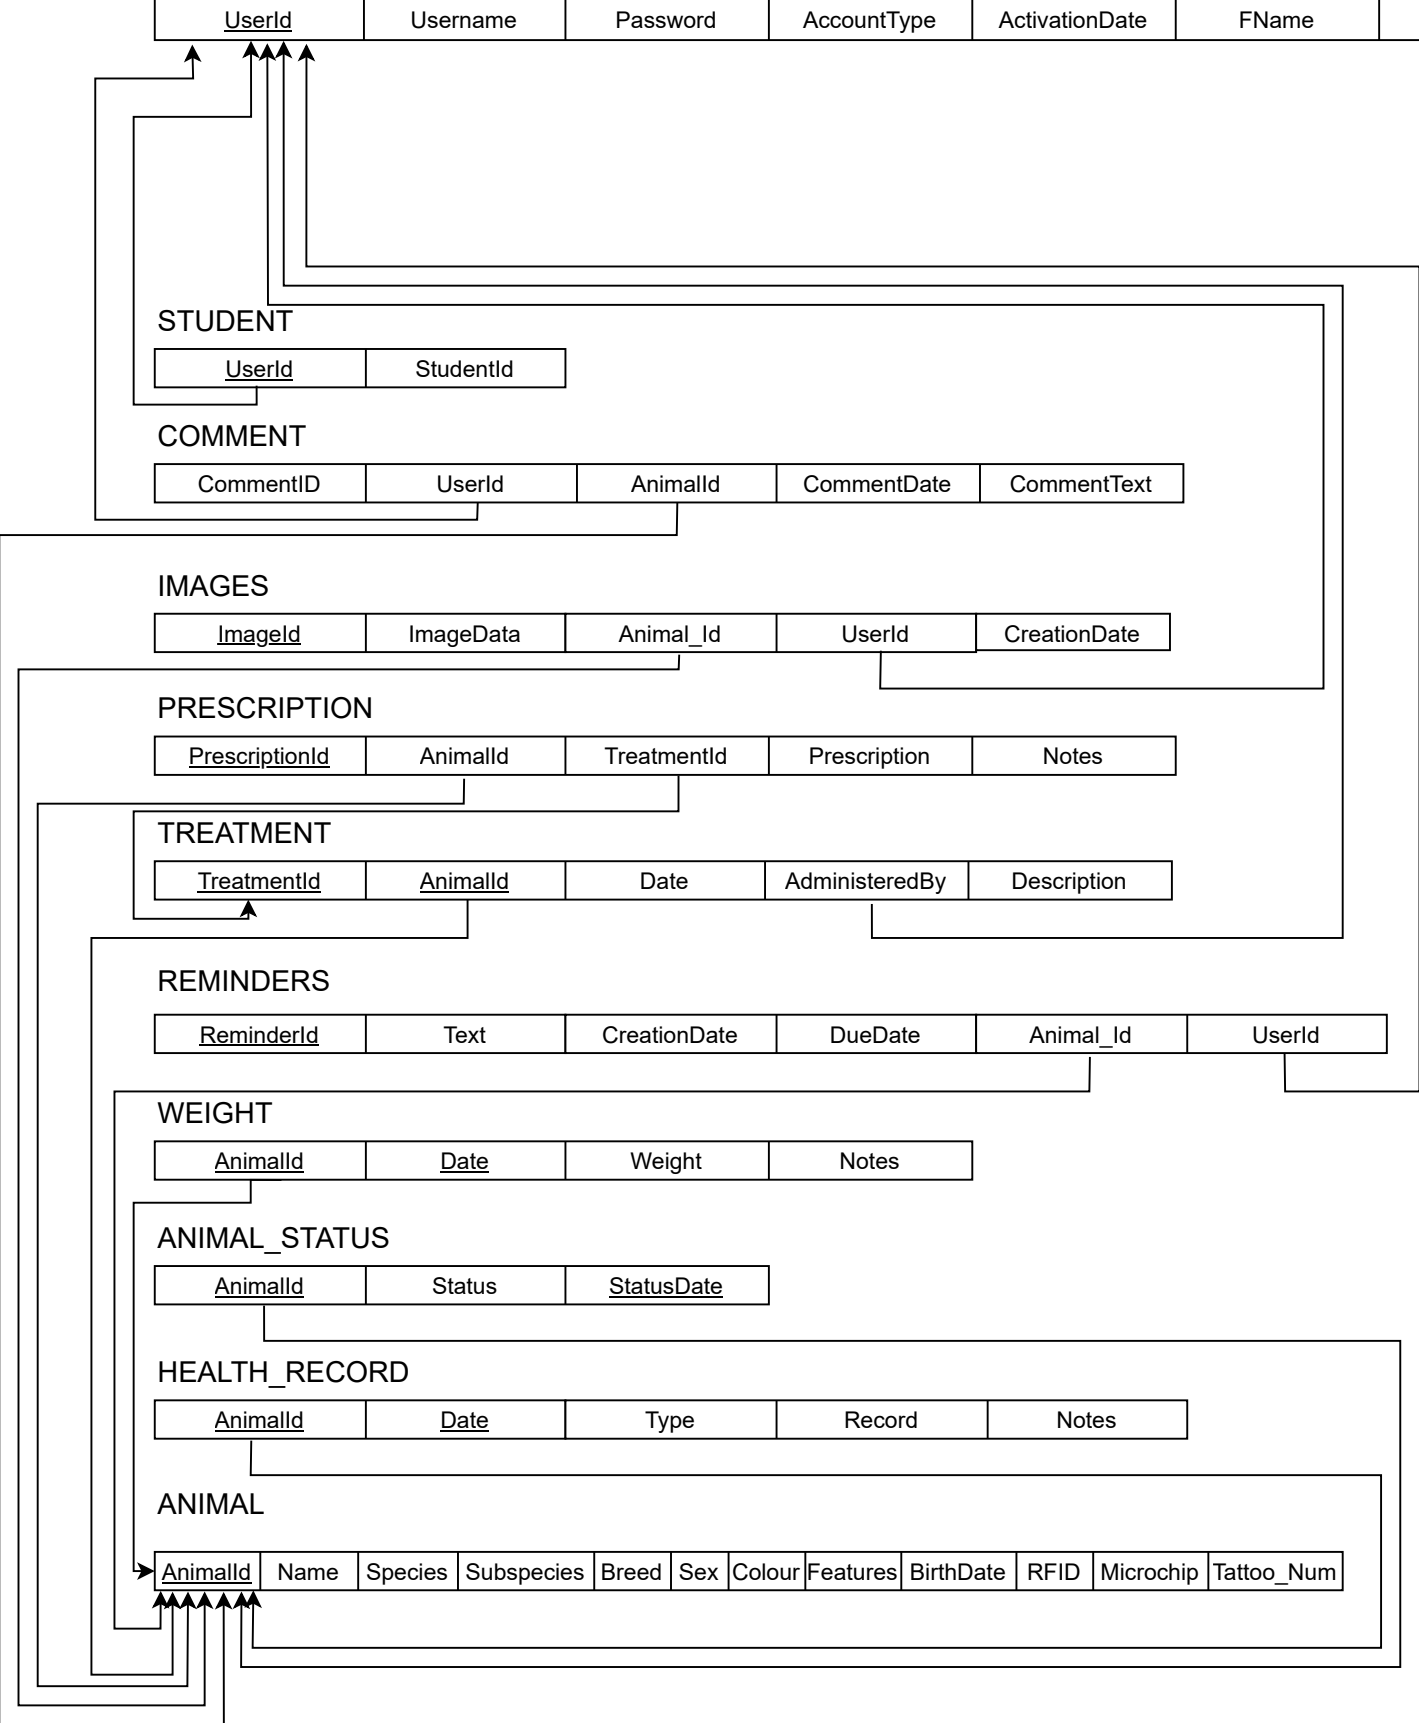 UserId Username Password AccountType ActivationDate FName
STUDENT
UserId StudentId
COMMENT
CommentID UserId AnimalId CommentDate CommentText
IMAGES
ImageId ImageData Animal_Id UserId CreationDate
PRESCRIPTION
PrescriptionId AnimalId TreatmentId Prescription Notes
TREATMENT
TreatmentId AnimalId Date AdministeredBy Description
REMINDERS
ReminderId Text CreationDate DueDate Animal_Id UserId
WEIGHT
AnimalId Date Weight Notes
ANIMAL_STATUS
AnimalId Status StatusDate
HEALTH_RECORD
AnimalId Date Type Record Notes
ANIMAL
AnimalId Name Species Subspecies Breed Sex Colour Features BirthDate RFID Microchip Tattoo_Num